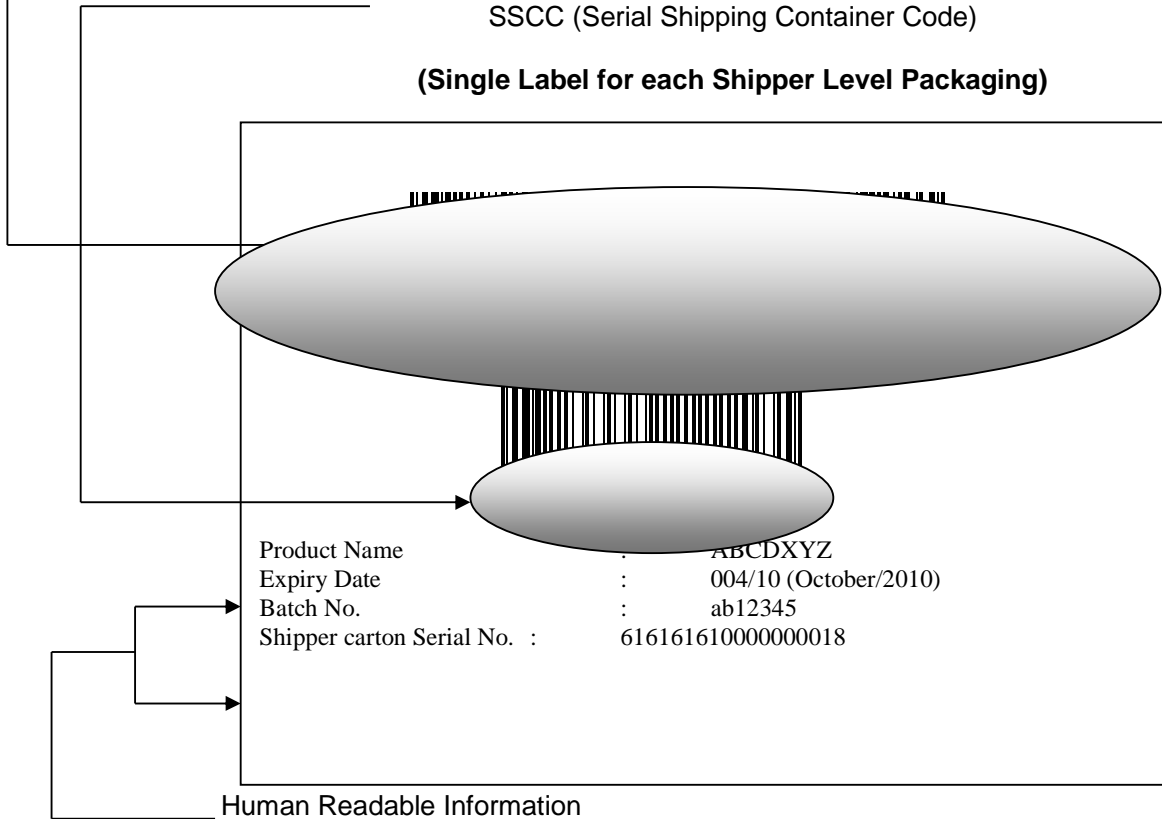 SSCC (Serial Shipping Container Code)
(Single Label for each Shipper Level Packaging)
Product Name : ABCDXYZ
Expiry Date : 004/10 (October/2010)
Batch No. : ab12345
Shipper carton Serial No. : 616161610000000018
Human Readable Information